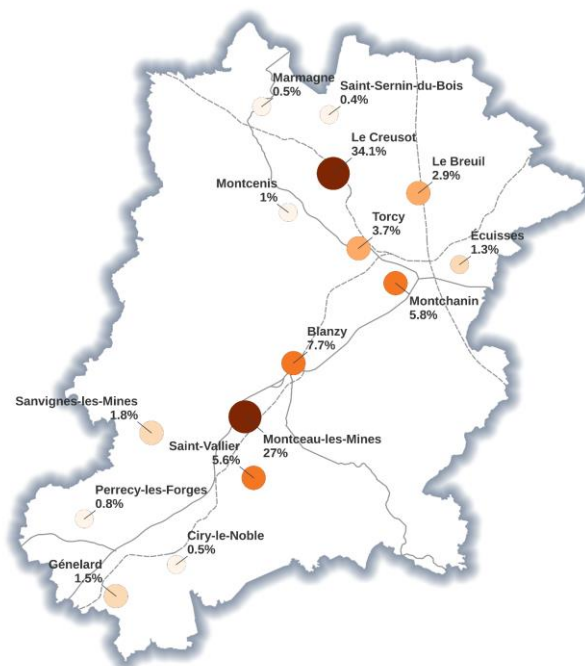 Marmagne
0.5%
Saint-Sernin-du-Bois
0.4%
Le Creusot
34.1%
Le Breuil
2.9%
Montcenis
1%
Torcy
3.7%
Écuisses
1.3%
Montchanin
5.8%
Blanzy
7.7%
Sanvignes-les-Mines
1.8%
Montceau-les-Mines
27%
Saint-Vallier
5.6%
Perrecy-les-Forges
0.8%
Ciry-le-Noble
0.5%
Génelard
1.5%